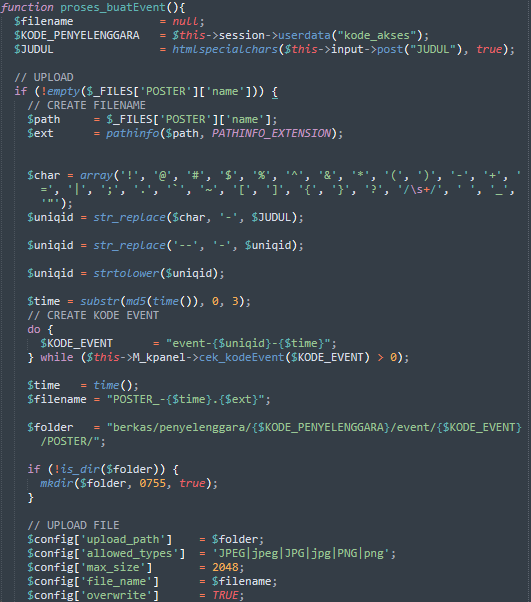 function proses_buatEvent(){
$filename = null;
$KODE_PENYELENGGARA = $this->session->userdata("kode_akses");
$JUDUL = htmlspecialchars($this->input->post("JUDUL"), true);
// UPLOAD
if (!empty($_FILES['POSTER']['name'])) {
// CREATE FILENAME
$path = $_FILES['POSTER']['name'];
$ext = pathinfo($path, PATHINFO_EXTENSION);
$char = array('!', '@', '#', '$', '%', '^', '&', '*', '(', ')', '-', '+', '
=', '|', ';', '.', '`', '~', '[', ']', '{', '}', '?', '/\s+/', ' ', '_',
'"');
$uniqid = str_replace($char, '-', $JUDUL);
$uniqid = str_replace('--', '-', $uniqid);
$uniqid = strtolower($uniqid);
$time = substr(md5(time()), 0, 3);
// CREATE KODE EVENT
do {
$KODE_EVENT = "event-{$uniqid}-{$time}";
} while ($this->M_kpanel->cek_kodeEvent($KODE_EVENT) > 0);
$time = time();
$filename = "POSTER_-{$time}.{$ext}";
$folder = "berkas/penyelenggara/{$KODE_PENYELENGGARA}/event/{$KODE_EVENT}
/POSTER/";
if (!is_dir($folder)) {
mkdir($folder, 0755, true);
}
// UPLOAD FILE
$config['upload_path'] = $folder;
$config['allowed_types'] = 'JPEG|jpeg|JPG|jpg|PNG|png';
$config['max_size'] = 2048;
$config['file_name'] = $filename;
$config['overwrite'] = TRUE;